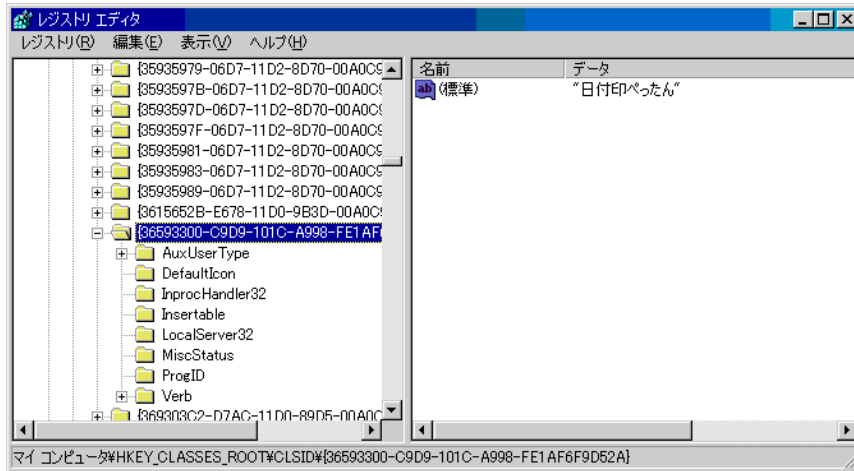 レジストリ エディタ
レジストリ(R) 編集(E) 表示(V) ヘルプ(H)
{35935979-06D7-11D2-8D70-00A0C9
{3593597B-06D7-11D2-8D70-00A0C9
{3593597D-06D7-11D2-8D70-00A0C9
{3593597F-06D7-11D2-8D70-00A0C9
{35935981-06D7-11D2-8D70-00A0C9
{35935983-06D7-11D2-8D70-00A0C9
{35935989-06D7-11D2-8D70-00A0C9
{3615652B-E678-11D0-9B3D-00A0C9
{36593300-C9D9-101C-A998-FE1AF6
AuxUserType
DefaultIcon
InprocHandler32
Insertable
LocalServer32
MiscStatus
ProgID
Verb
{369303C2-D7AC-11D0-89D5-00A0C
名前 データ
ab (標準) "日付印ぺったん"
マイ コンピュータ¥HKEY_CLASSES_ROOT¥CLSID¥{36593300-C9D9-101C-A998-FE1AF6F9D52A}